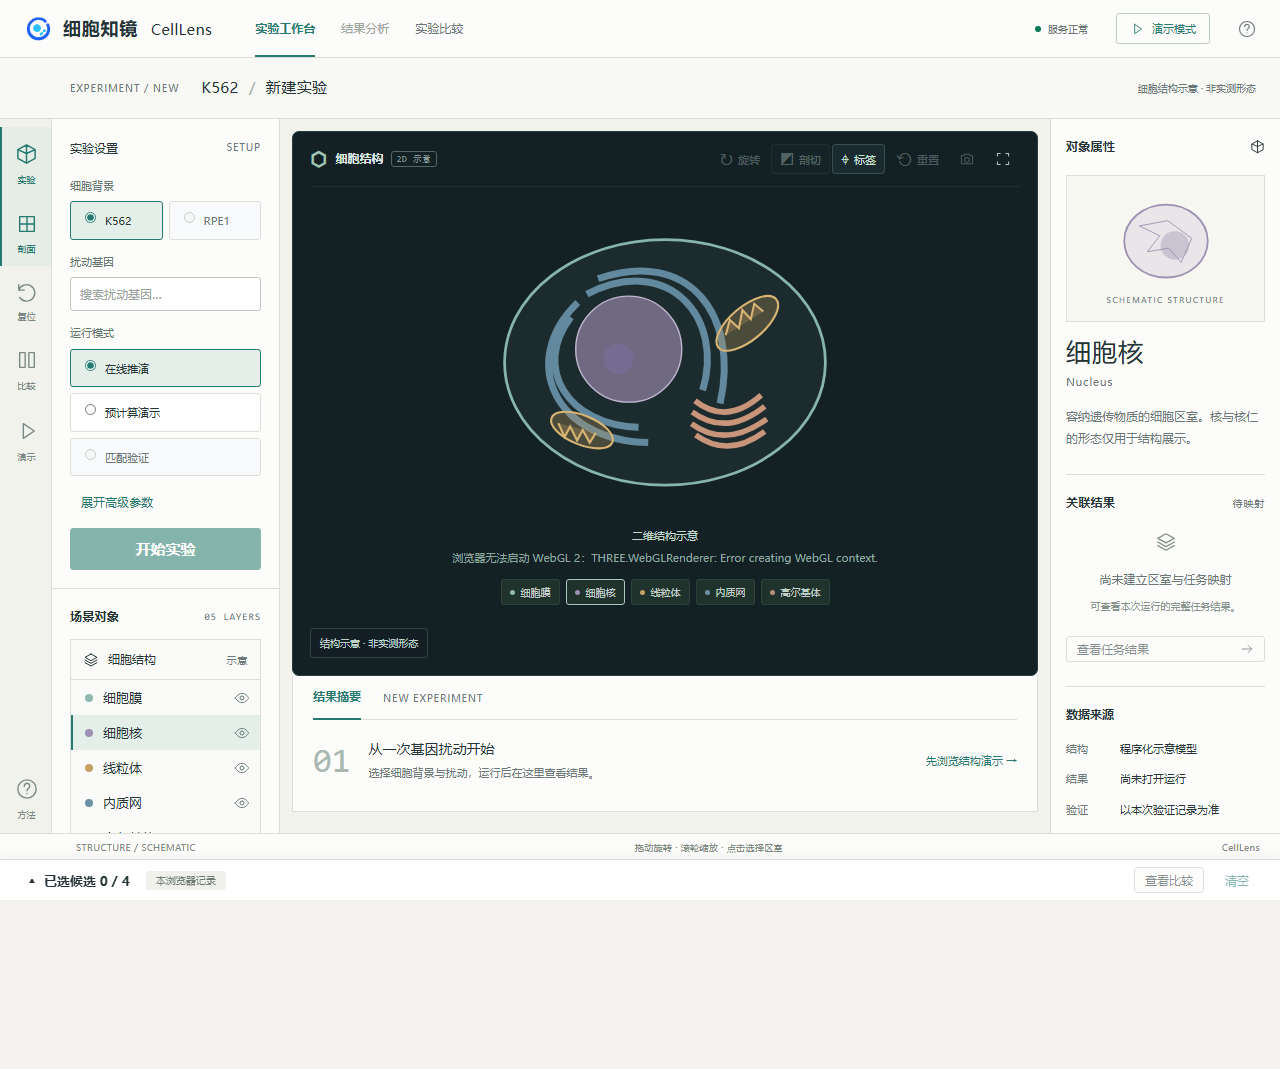 细胞知镜 CellLens 实验工作台 结果分析 实验比较 服务正常 演示模式
EXPERIMENT / NEW K562 / 新建实验 细胞结构示意 · 非实测形态
实验
剖面
复位
比较
演示
方法
实验设置 SETUP
细胞背景
K562 RPE1
扰动基因
搜索扰动基因...
运行模式
在线推演
预计算演示
匹配验证
展开高级参数
开始实验
场景对象 05 LAYERS
细胞结构 示意
细胞膜
细胞核
线粒体
内质网
细胞结构 2D 示意 旋转 剖切 标签 重置
二维结构示意
浏览器无法启动 WebGL 2：THREE.WebGLRenderer: Error creating WebGL context.
细胞膜 细胞核 线粒体 内质网 高尔基体
结构示意 · 非实测形态
结果摘要 NEW EXPERIMENT
01 从一次基因扰动开始
选择细胞背景与扰动，运行后在这里查看结果。
先浏览结构演示 →
对象属性
SCHEMATIC STRUCTURE
细胞核
Nucleus
容纳遗传物质的细胞区室。核与核仁
的形态仅用于结构展示。
关联结果 待映射
尚未建立区室与任务映射
可查看本次运行的完整任务结果。
查看任务结果 →
数据来源
结构 程序化示意模型
结果 尚未打开运行
验证 以本次验证记录为准
STRUCTURE / SCHEMATIC 拖动旋转 · 滚轮缩放 · 点击选择区室 CellLens
已选候选 0 / 4 本浏览器记录 查看比较 清空